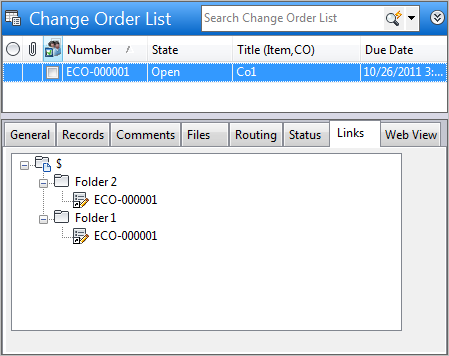 Change Order List Search Change Order List
Number / State Title (Item,CO) Due Date
ECO-000001 Open Co1 10/26/2011 3:...
General Records Comments Files Routing Status Links Web View
$
Folder 2
ECO-000001
Folder 1
ECO-000001